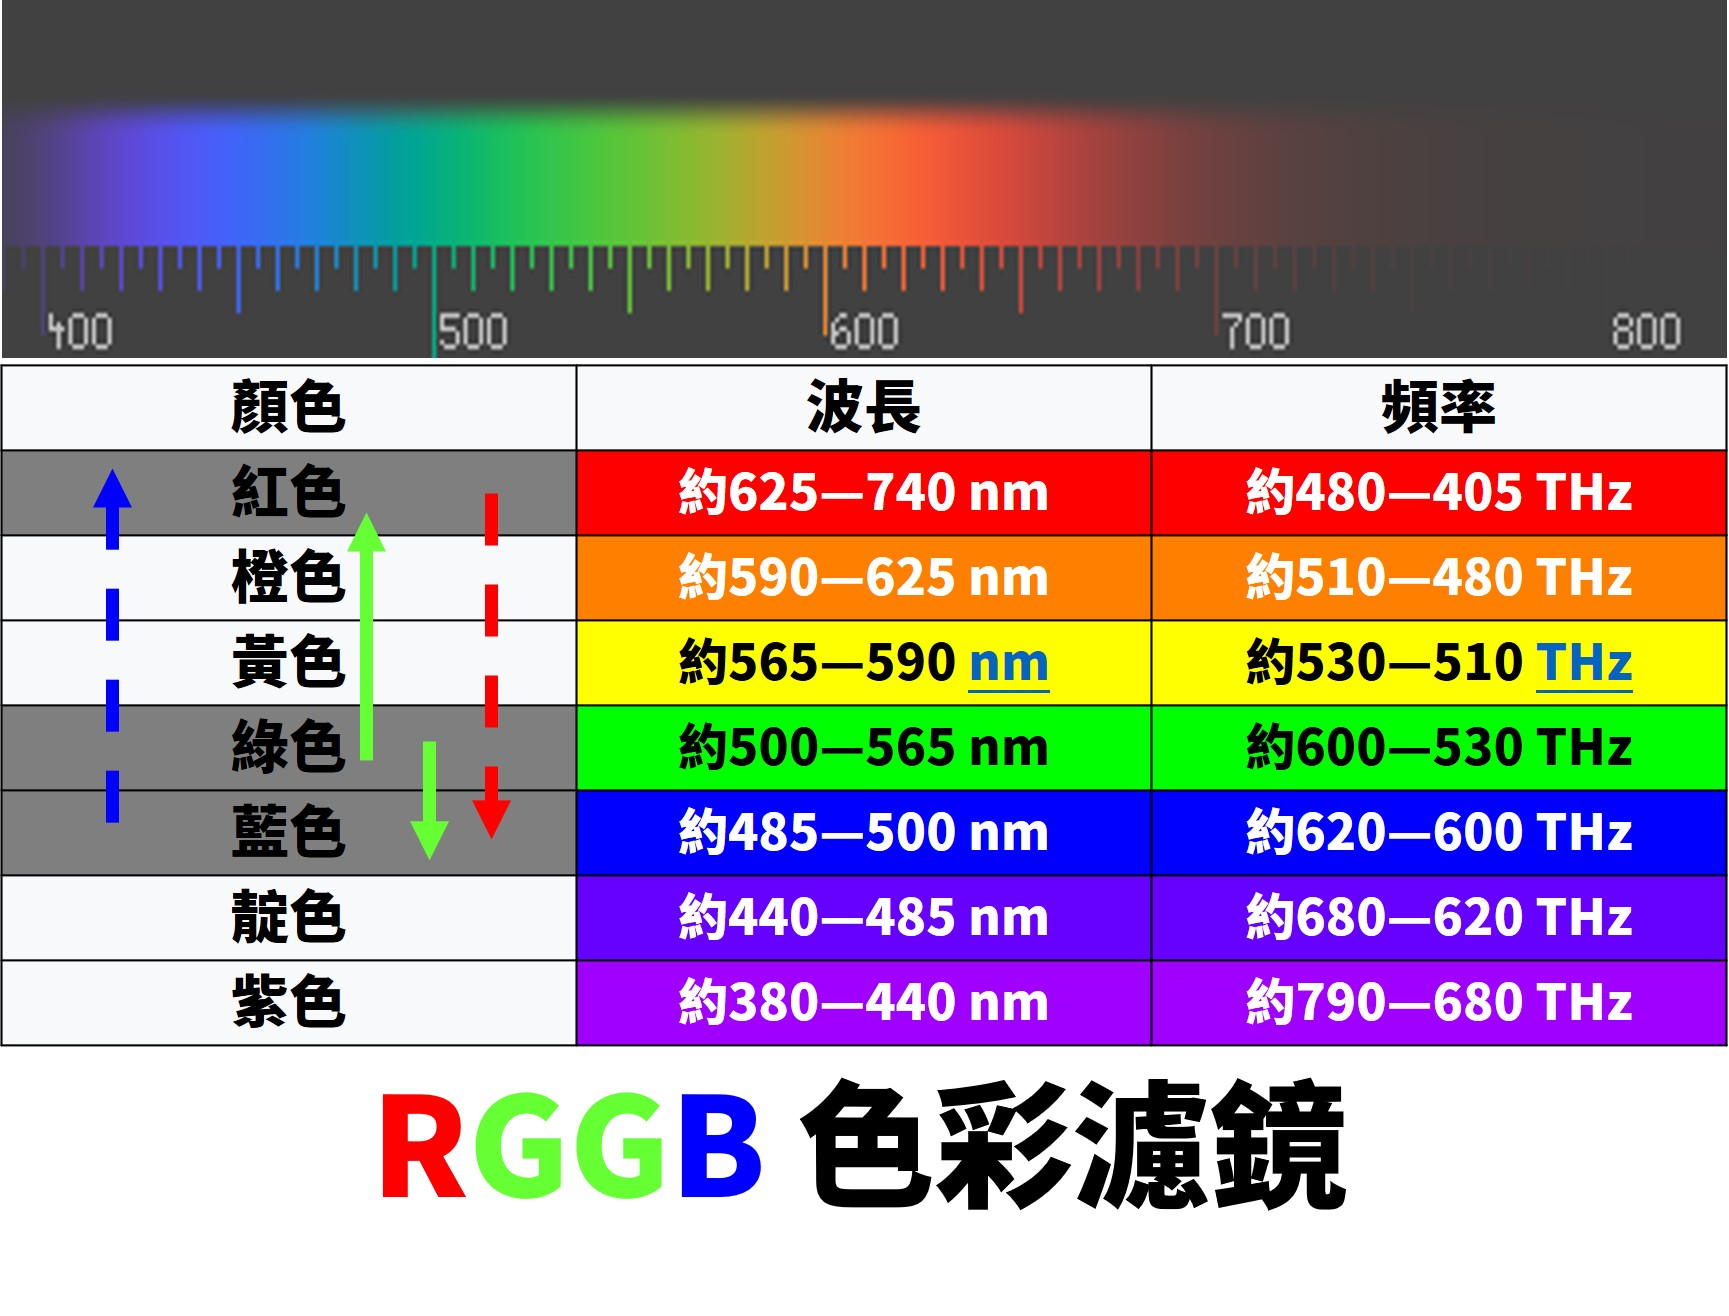 400 500 600 700 800
顏色 波長 頻率
紅色 約625—740 nm 約480—405 THz
橙色 約590—625 nm 約510—480 THz
黃色 約565—590 nm 約530—510 THz
綠色 約500—565 nm 約600—530 THz
藍色 約485—500 nm 約620—600 THz
靛色 約440—485 nm 約680—620 THz
紫色 約380—440 nm 約790—680 THz
RGGB 色彩濾鏡